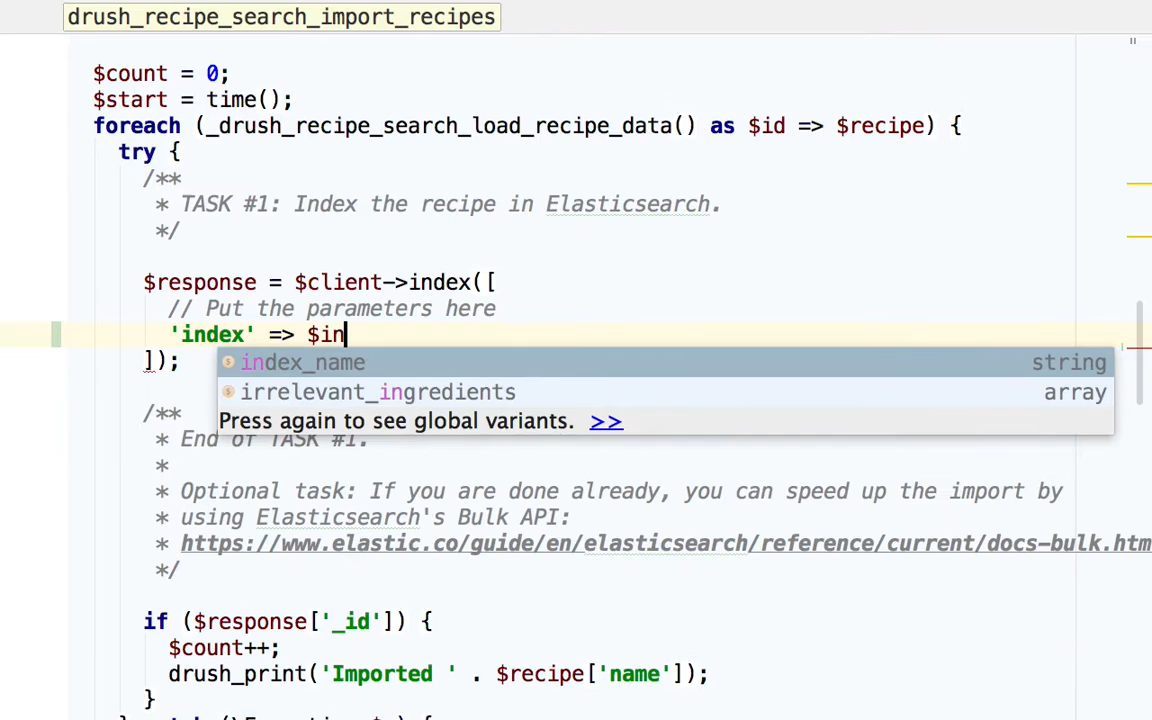 drush_recipe_search_import_recipes
$count = 0;
$start = time();
foreach (_drush_recipe_search_load_recipe_data() as $id => $recipe) {
try {
/**
* TASK #1: Index the recipe in Elasticsearch.
*/
$response = $client->index([
// Put the parameters here
'index' => $in
]);
index_name string
irrelevant_ingredients array
Press again to see global variants. >>
/**
* End of TASK #1.
*
* Optional task: If you are done already, you can speed up the import by
* using Elasticsearch's Bulk API:
* https://www.elastic.co/guide/en/elasticsearch/reference/current/docs-bulk.htm
*/
if ($response['_id']) {
$count++;
drush_print('Imported ' . $recipe['name']);
}